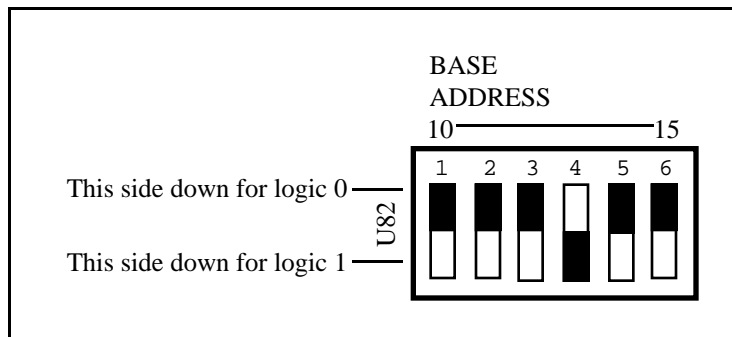 BASE
ADDRESS
10 15
1 2 3 4 5 6
This side down for logic 0
U82
This side down for logic 1